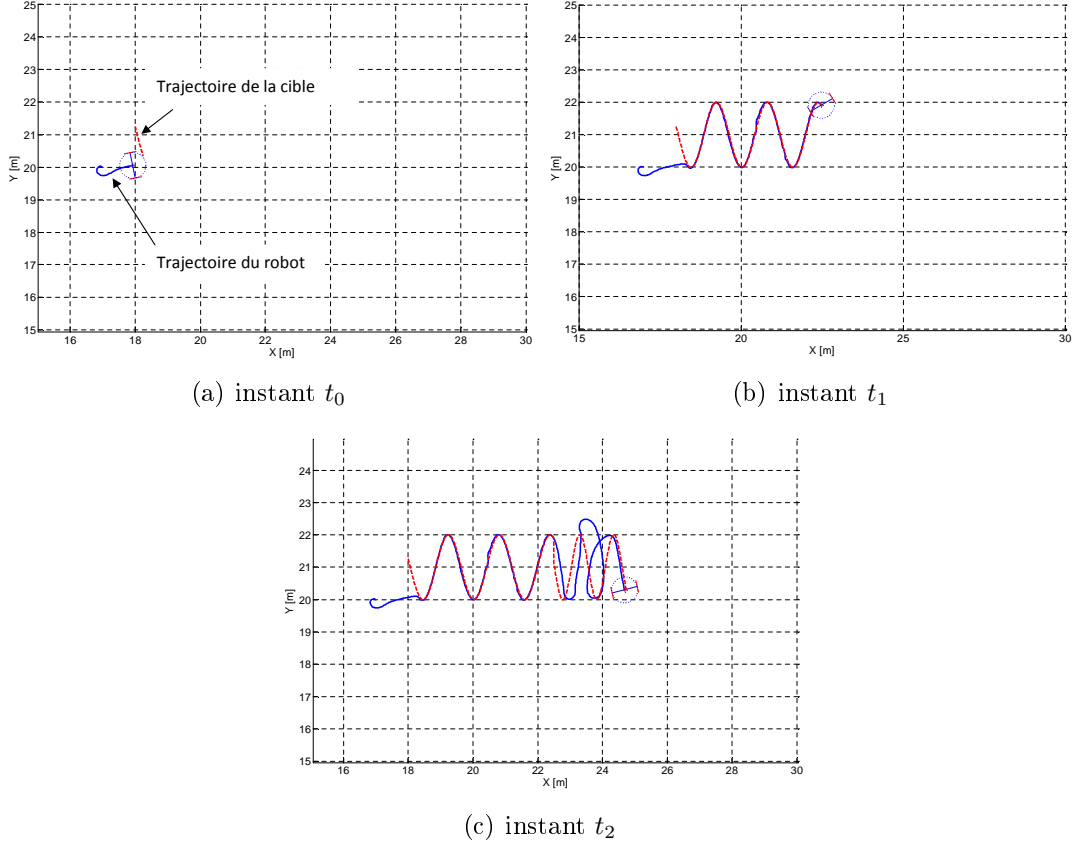 25
24
23
22
21
20
19
18
17
16
15
Y [m]
Trajectoire de la cible
Trajectoire du robot
16 18 20 22 24 26 28 30
X [m]
(a) instant t₀
25
24
23
22
21
20
19
18
17
16
15
Y [m]
15 20 25 30
X [m]
(b) instant t₁
24
23
22
21
20
19
18
17
16
15
Y [m]
16 18 20 22 24 26 28 30
X [m]
(c) instant t₂